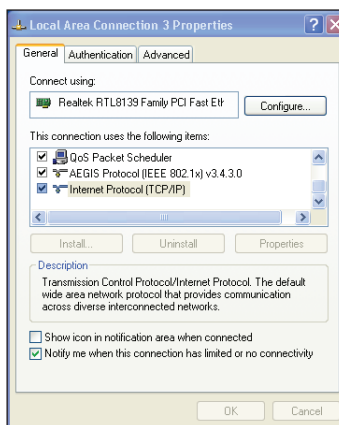 Local Area Connection 3 Properties
General Authentication Advanced
Connect using:
Realtek RTL8139 Family PCI Fast Eth
Configure...
This connection uses the following items:
QoS Packet Scheduler
AEGIS Protocol (IEEE 802.1x) v3.4.3.0
Internet Protocol (TCP/IP)
Install... Uninstall Properties
Description
Transmission Control Protocol/Internet Protocol. The default
wide area network protocol that provides communication
across diverse interconnected networks.
Show icon in notification area when connected
Notify me when this connection has limited or no connectivity
OK Cancel